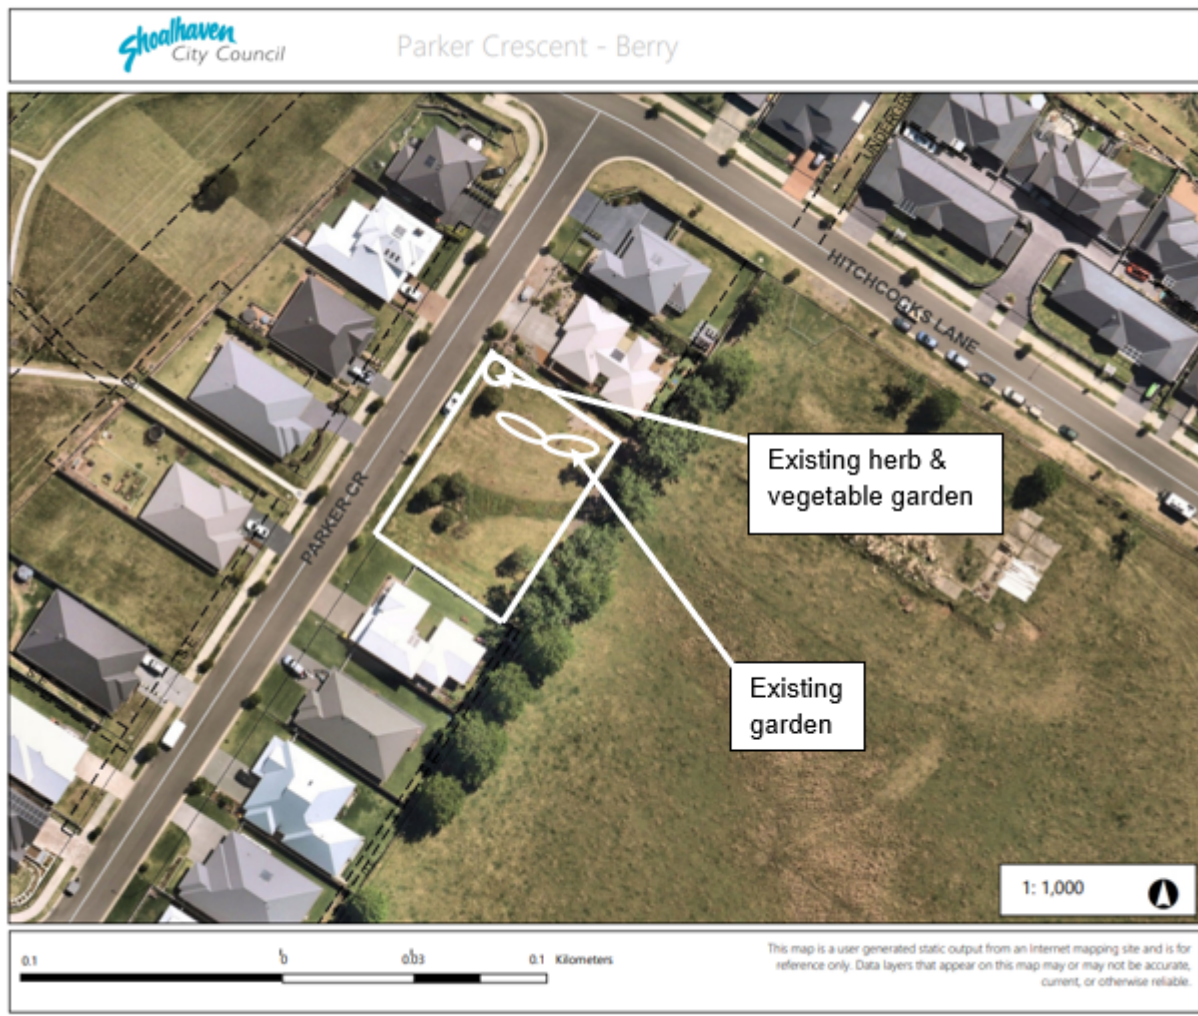 Shoalhaven
City Council
Parker Crescent - Berry
UNDERGR
HITCHCOCKS LANE
PARKER CR
Existing herb &
vegetable garden
Existing
garden
1: 1,000
0.1
0
0.03
0.1
Kilometers
This map is a user generated static output from an Internet mapping site and is for
reference only. Data layers that appear on this map may or may not be accurate,
current, or otherwise reliable.